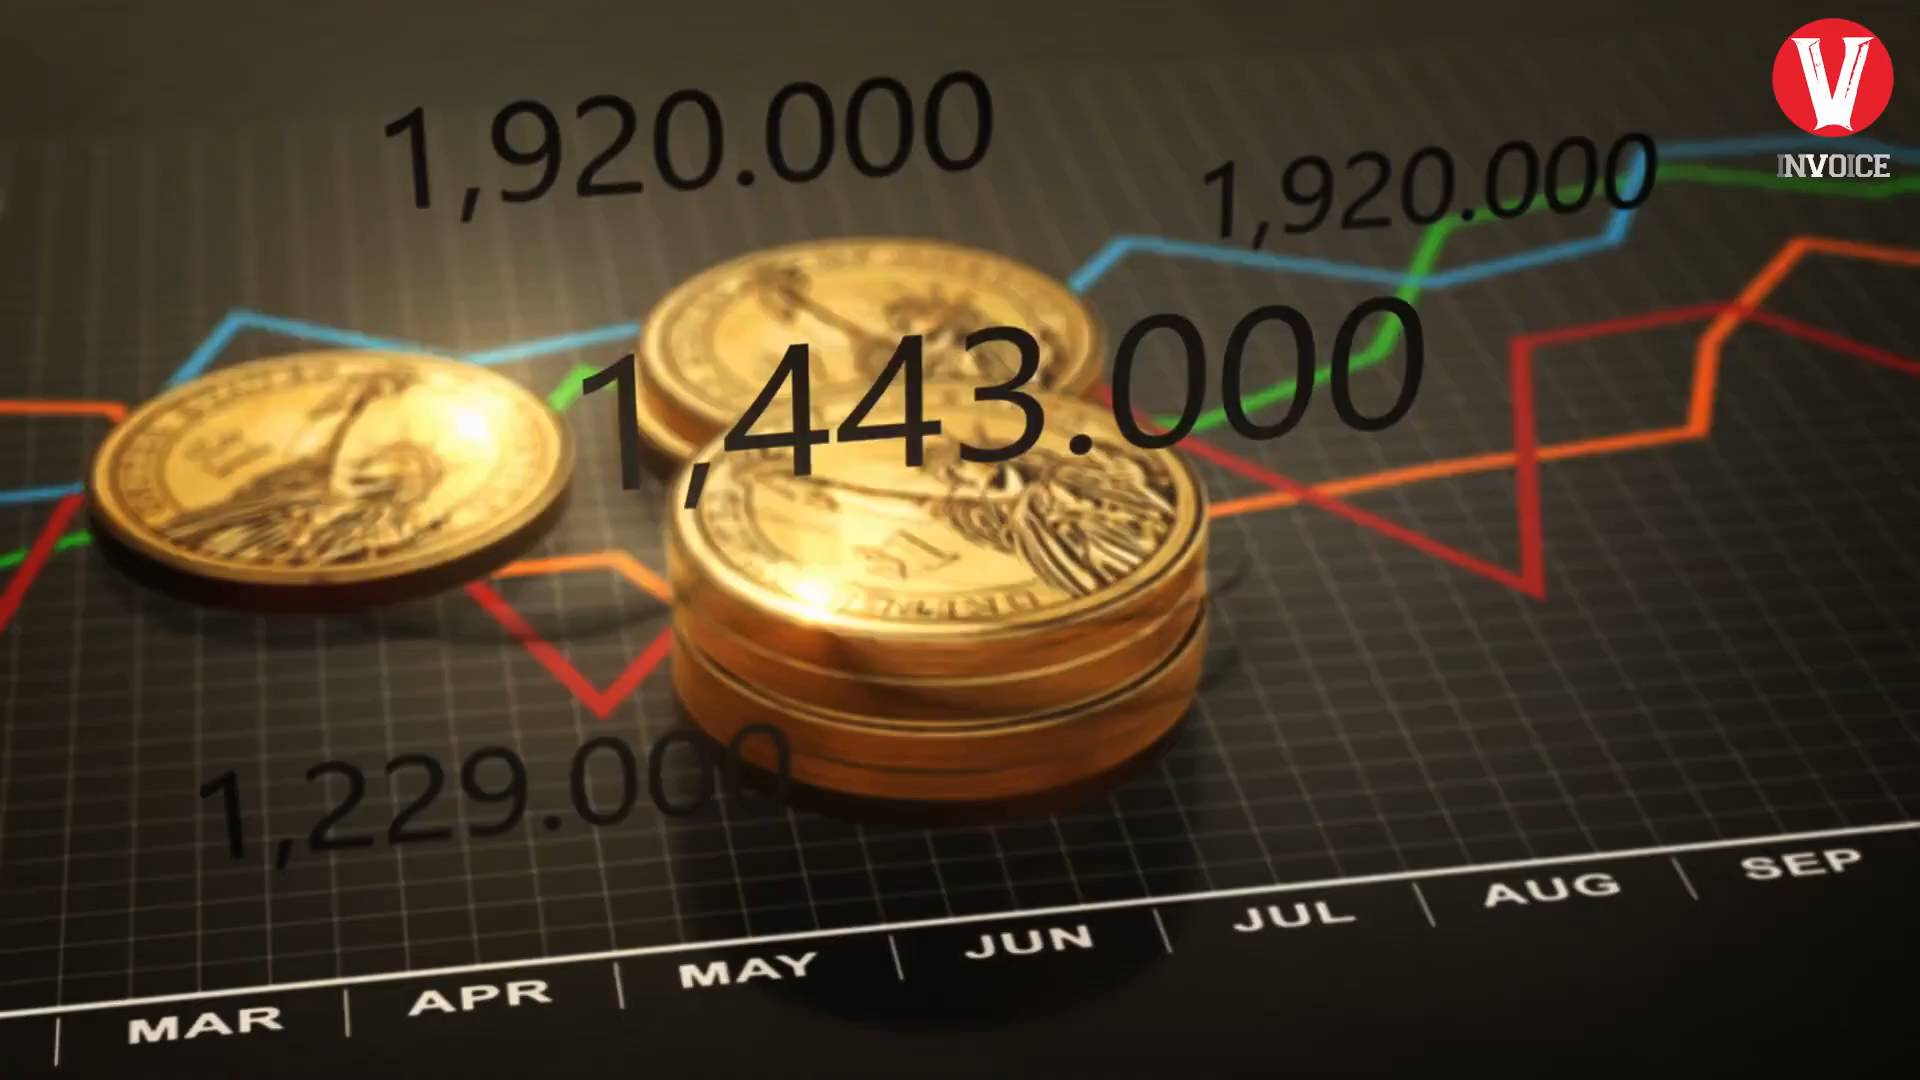 1,920.000
1,920.000
INVOICE
1,443.000
$1
1,229.000
MAR
APR
MAY
JUN
JUL
AUG
SEP